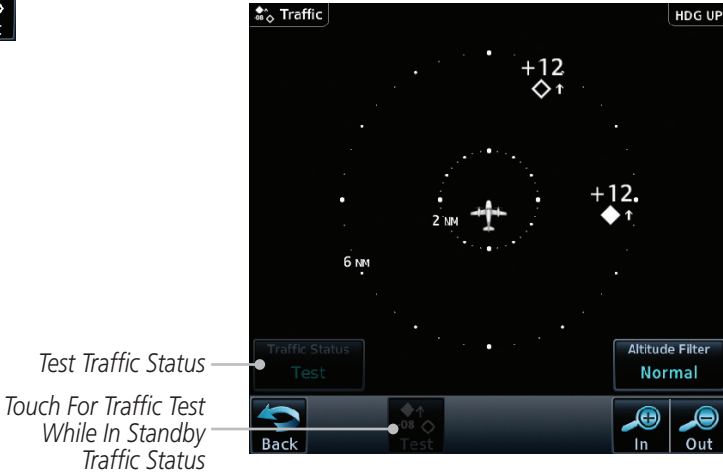 Traffic
HDG UP
+12
↑
+12
↑
2 NM
6 NM
Traffic Status
Test
Altitude Filter
Normal
Test Traffic Status
Touch For Traffic Test
While In Standby
Traffic Status
Back
08
Test
In
Out